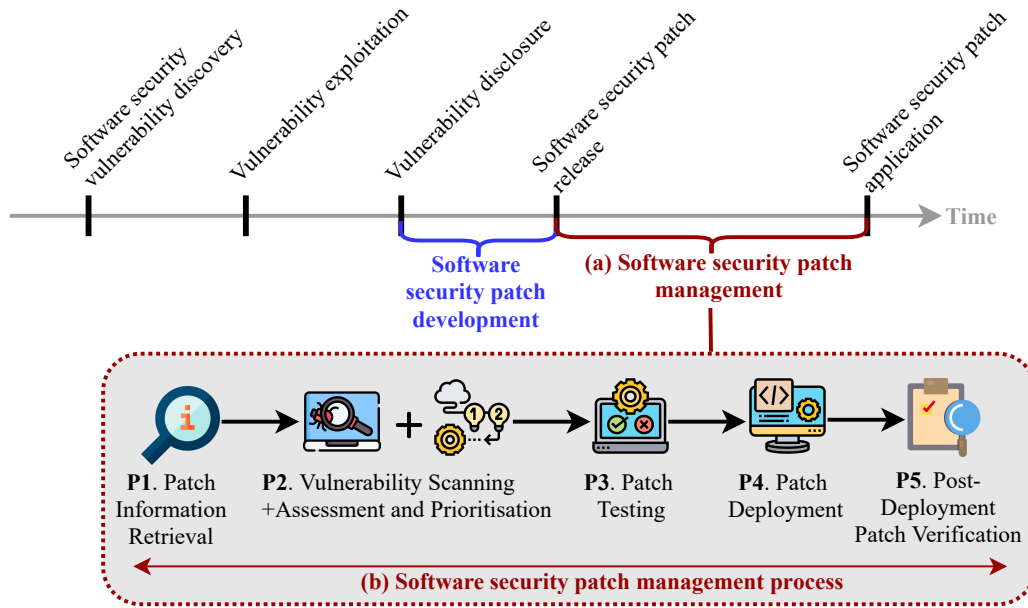 Software security
vulnerability discovery
Vulnerability exploitation
Vulnerability disclosure
Software security patch
release
Software security patch
application
Time
Software
security patch
development
(a) Software security patch
management
i
1 2
</>
P1. Patch
Information
Retrieval
P2. Vulnerability Scanning
+Assessment and Prioritisation
P3. Patch
Testing
P4. Patch
Deployment
P5. Post-
Deployment
Patch Verification
(b) Software security patch management process